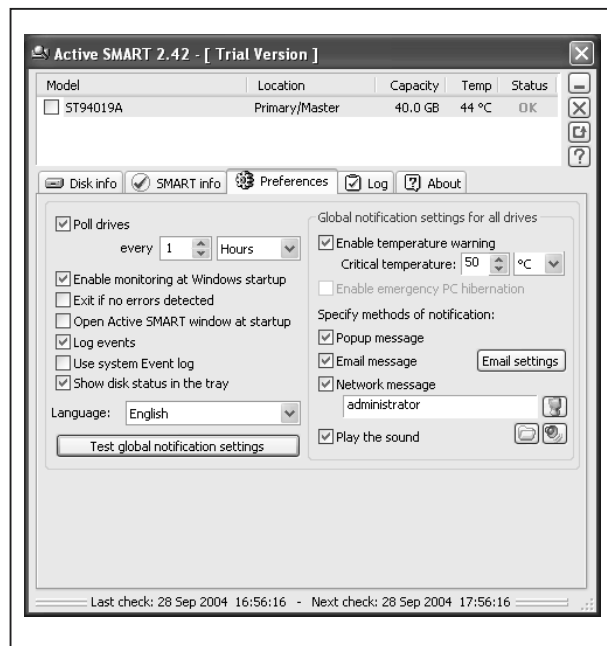 Active SMART 2.42 - [ Trial Version ]
Model Location Capacity Temp Status
ST94019A Primary/Master 40.0 GB 44 °C OK
Disk info SMART info Preferences Log About
Poll drives
every 1 Hours
Enable monitoring at Windows startup
Exit if no errors detected
Open Active SMART window at startup
Log events
Use system Event log
Show disk status in the tray
Language: English
Test global notification settings
Global notification settings for all drives
Enable temperature warning
Critical temperature: 50 °C
Enable emergency PC hibernation
Specify methods of notification:
Popup message
Email message Email settings
Network message
administrator
Play the sound
Last check: 28 Sep 2004 16:56:16 - Next check: 28 Sep 2004 17:56:16